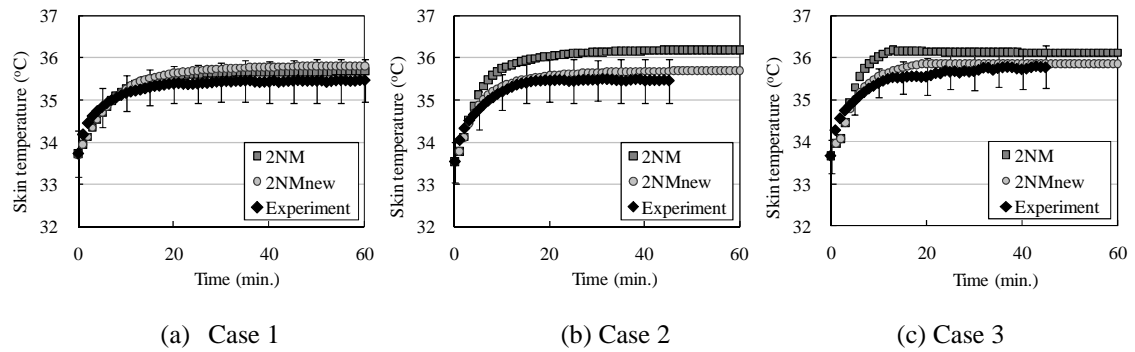 37
36
35
34
33
32
Skin temperature (°C)
0
20
40
60
Time (min.)
2NM
2NMnew
Experiment
(a) Case 1
37
36
35
34
33
32
Skin temperature (°C)
0
20
40
60
Time (min.)
2NM
2NMnew
Experiment
(b) Case 2
37
36
35
34
33
32
Skin temperature (°C)
0
20
40
60
Time (min.)
2NM
2NMnew
Experiment
(c) Case 3